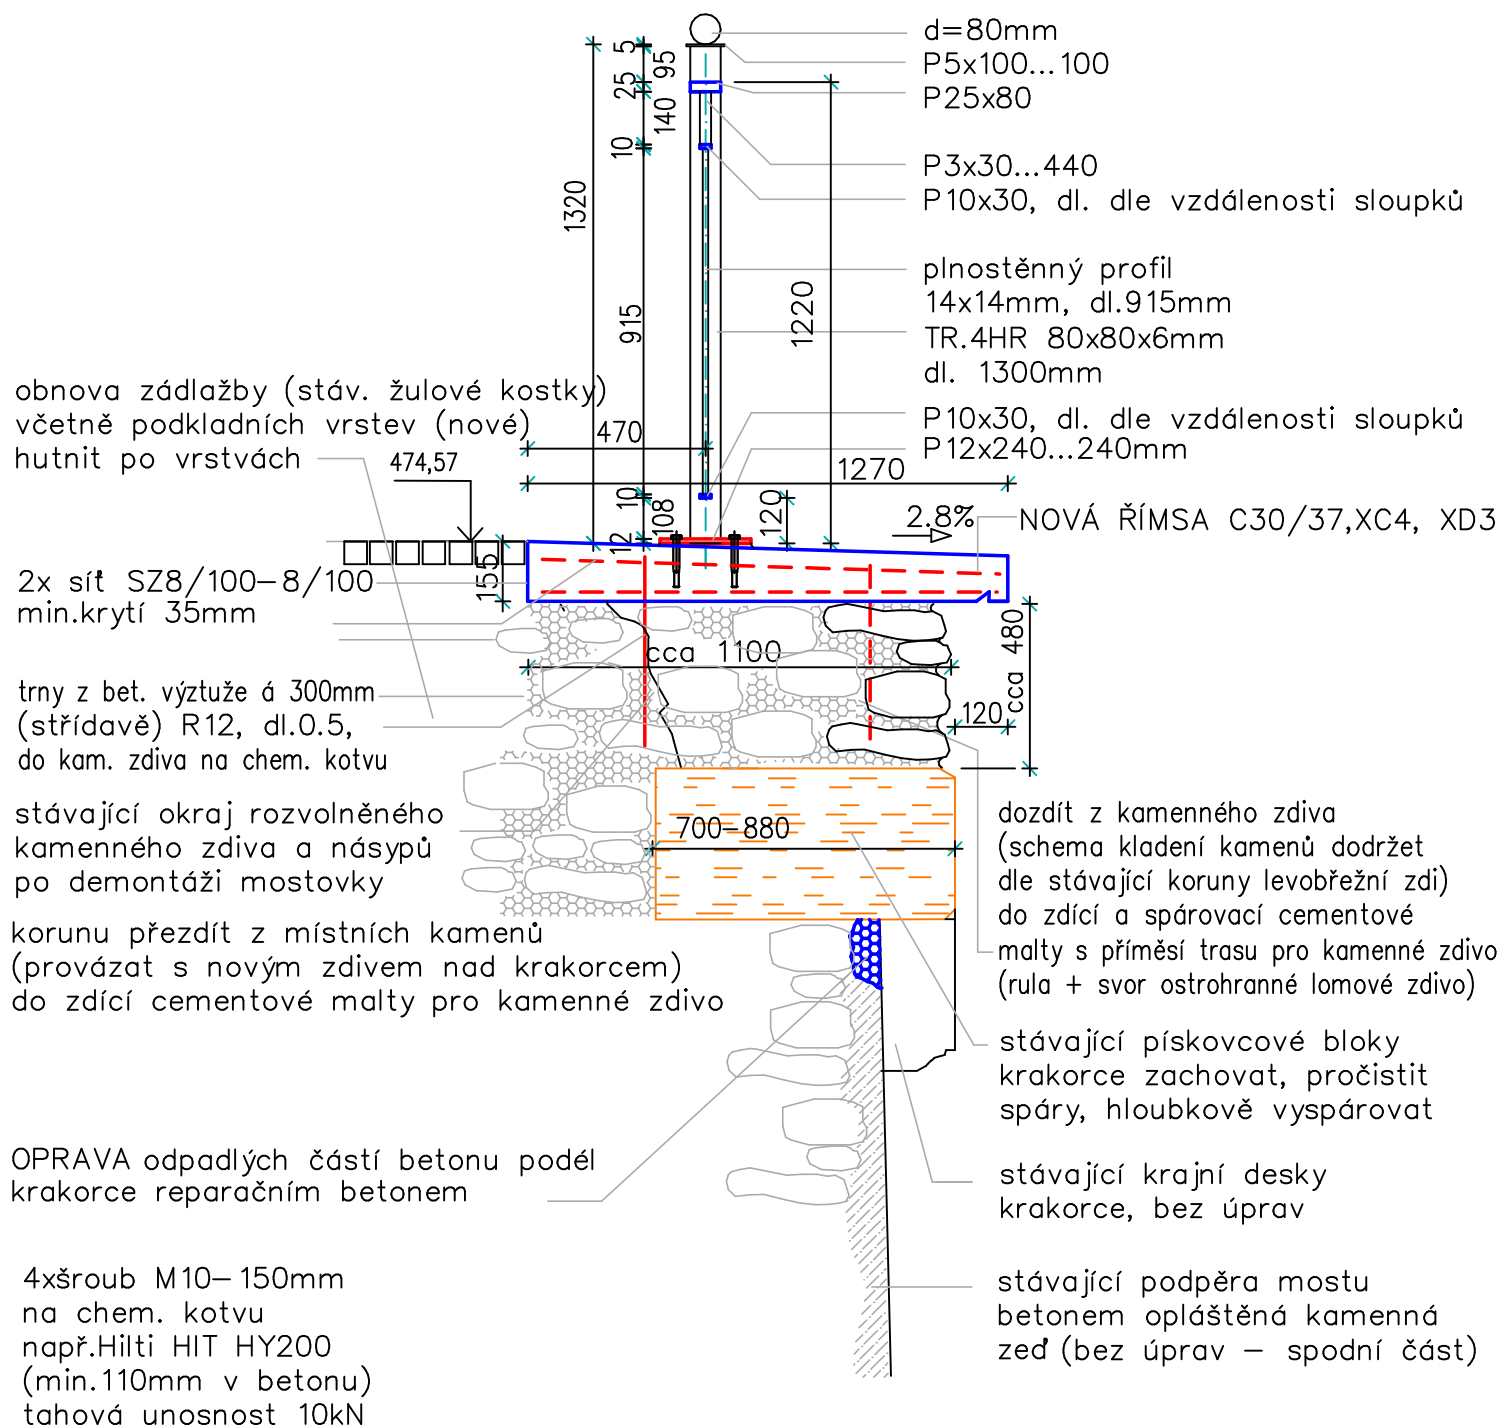 d=80mm
P5x100...100
P25x80
P3x30...440
P10x30, dl. dle vzdálenosti sloupků
plnostěnný profil
14x14mm, dl.915mm
TR.4HR 80x80x6mm
dl. 1300mm
P10x30, dl. dle vzdálenosti sloupků
P12x240...240mm
5
95
25
140
10
1320
915
1220
470
1270
10
108
12
120
2.8%
NOVÁ ŘÍMSA C30/37,XC4, XD3
obnova zádlažby (stáv. žulové kostky)
včetně podkladních vrstev (nové)
hutnit po vrstvách
474,57
155
2x síť SZ8/100-8/100
min.krytí 35mm
cca 1100
cca 480
120
trny z bet. výztuže á 300mm
(střídavě) R12, dl.0.5,
do kam. zdiva na chem. kotvu
700-880
stávající okraj rozvolněného
kamenného zdiva a násypů
po demontáži mostovky
korunu přezdít z místních kamenů
(provázat s novým zdivem nad krakorcem)
do zdící cementové malty pro kamenné zdivo
dozdít z kamenného zdiva
(schema kladení kamenů dodržet
dle stávající koruny levobřežní zdi)
do zdící a spárovací cementové
malty s příměsí trasu pro kamenné zdivo
(rula + svor ostrohranné lomové zdivo)
stávající pískovcové bloky
krakorce zachovat, pročistit
spáry, hloubkově vyspárovat
OPRAVA odpadlých částí betonu podél
krakorce reparačním betonem
stávající krajní desky
krakorce, bez úprav
4xšroub M10-150mm
na chem. kotvu
např.Hilti HIT HY200
(min.110mm v betonu)
tahová unosnost 10kN
stávající podpěra mostu
betonem opláštěná kamenná
zeď (bez úprav - spodní část)